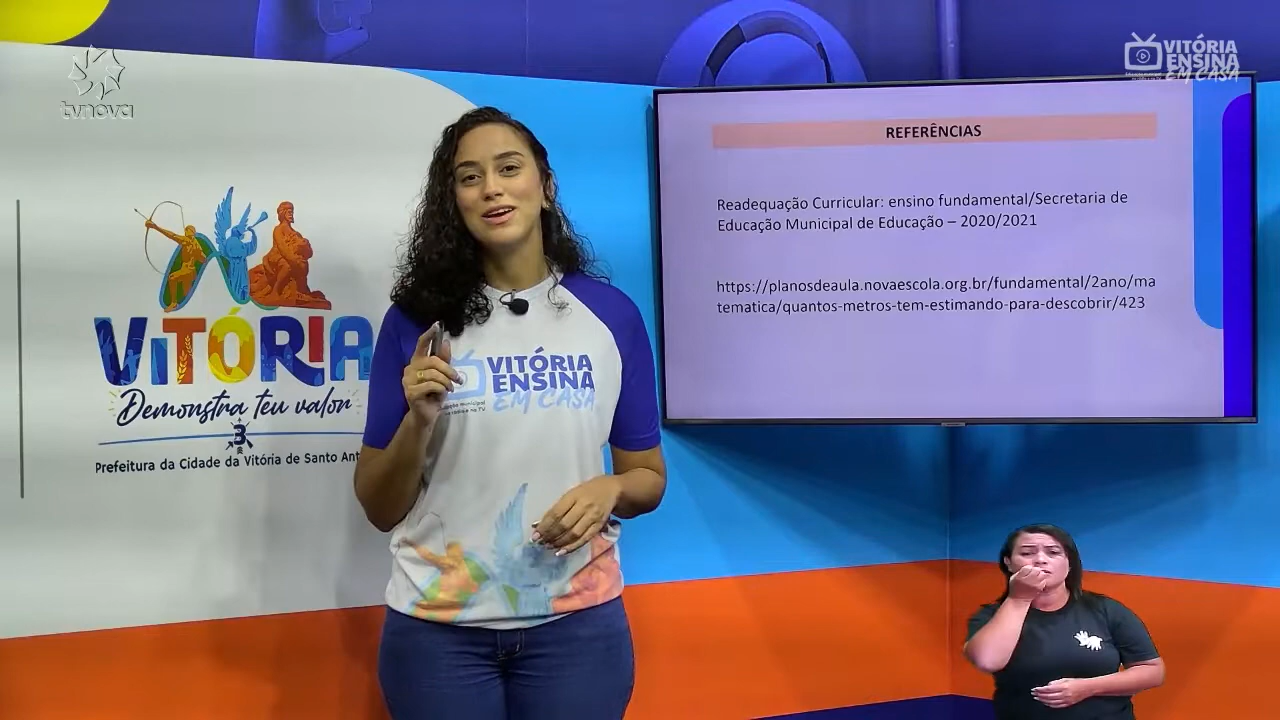 tvnova
VITÓRIA
ENSINA
EM CASA
REFERÊNCIAS
Readequação Curricular: ensino fundamental/Secretaria de
Educação Municipal de Educação – 2020/2021
https://planosdeaula.novaescola.org.br/fundamental/2ano/ma
tematica/quantos-metros-tem-estimando-para-descobrir/423
VITÓRIA
Demonstra teu valor
Prefeitura da Cidade da Vitória de Santo Ant
VITÓRIA
ENSINA
EM CASA